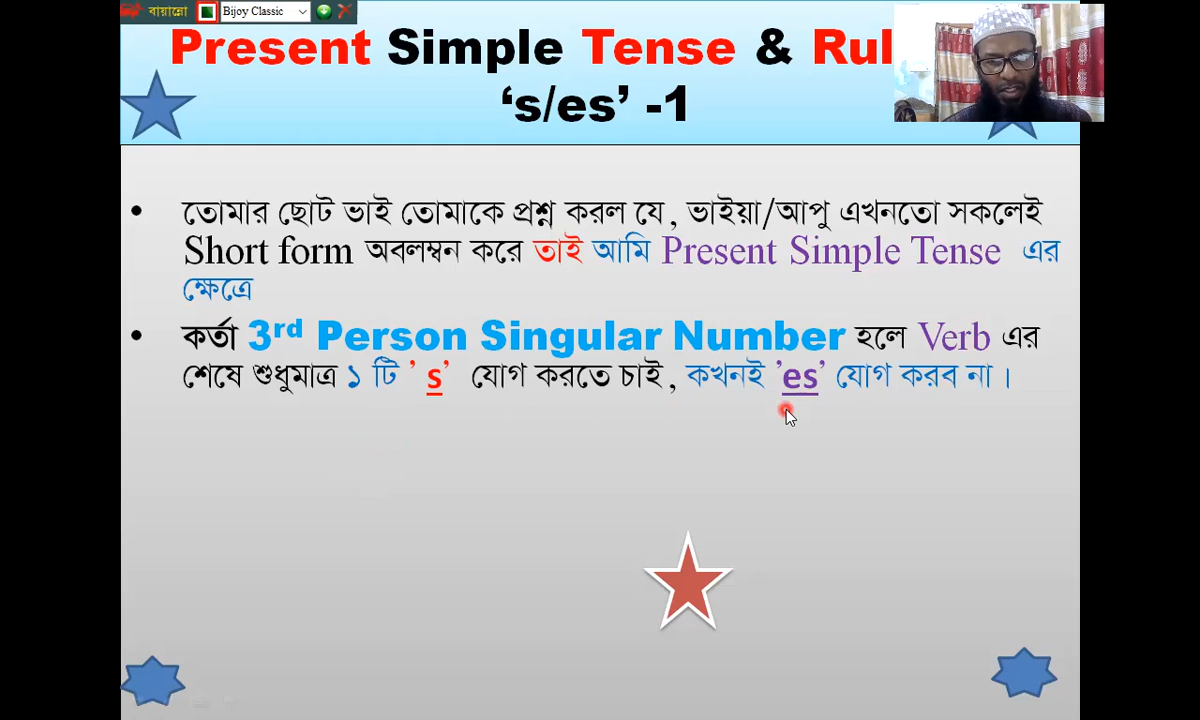 বায়ান্নো Bijoy Classic
Present Simple Tense & Rul
‘s/es’ -1
• তোমার ছোট ভাই তোমাকে প্রশ্ন করল যে, ভাইয়া/আপু এখনতো সকলেই
Short form অবলম্বন করে তাই আমি Present Simple Tense এর
ক্ষেত্রে
• কর্তা 3rd Person Singular Number হলে Verb এর
শেষে শুধুমাত্র ১ টি ’s’ যোগ করতে চাই, কখনই ’es’ যোগ করব না।